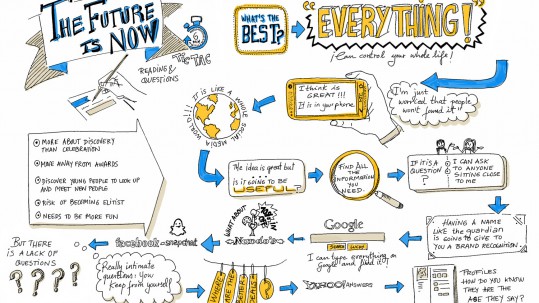 THE FUTURE
IS NOW
TIC TAC
READING &
QUESTIONS
WHAT'S THE
BEST?
"EVERYTHING!"
¡Can control your whole life!
I think is
GREAT!!!
It is in your phone.
I'm just
worried that people
won't found it!
IT IS LIKE A WHOLE SOCIAL MEDIA WORLD!!
MORE ABOUT DISCOVERY
THAN CELEBRATION
MOVE AWAY FROM AWARDS
DISCOVER YOUNG PEOPLE TO LOOK UP
AND MEET NEW PEOPLE
RISK OF BECOMING ELITIST
NEEDS TO BE MORE FUN
The idea is great but
is it GOING TO BE
USEFUL?
FIND ALL
THE
INFORMATION
YOU
NEED.
IF IT IS A
QUESTION
?
I CAN ASK
TO ANYONE
SITTING CLOSE
TO ME
HAVING A NAME
LIKE the guardian
is GOING TO GIVE TO
YOU A BRAND RECOGNITION
Google
I can type everything on
Google and find it!
WHAT ABOUT
Nando's
facebook-snapchat
BUT THERE
IS A LACK OF
QUESTIONS
? ? ? ?
Really intimate
questions: You
keep from yourself
WHERE
ARE
THE
YAHOO! ANSWERS
PROFILES:
HOW DO YOU KNOW
THEY ARE THE
AGE THEY SAY?